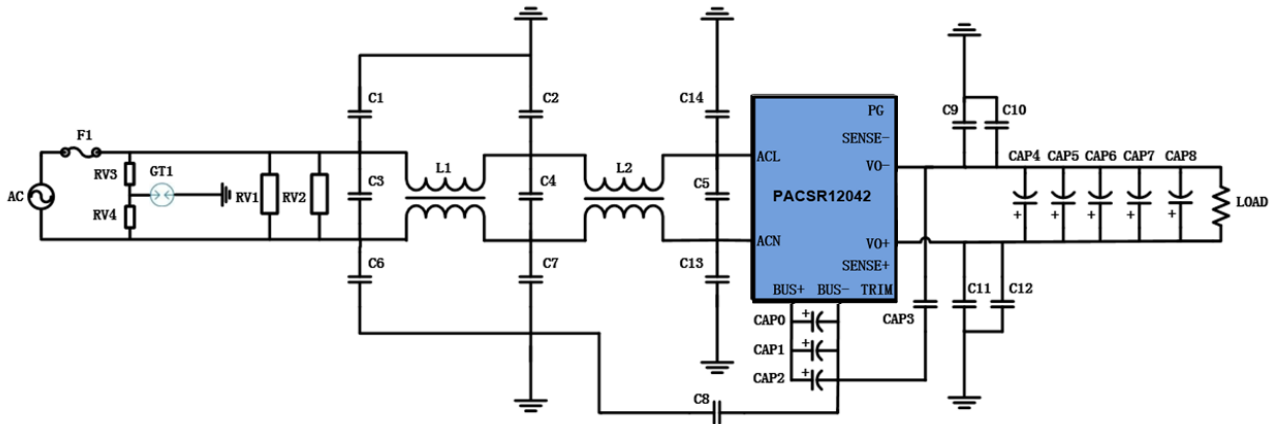 C1
C2
C14
PG
C9
C10
F1
SENSE-
RV3
GT1
L1
L2
ACL
VO-
CAP4
CAP5
CAP6
CAP7
CAP8
AC
RV1
RV2
C3
C4
C5
PACSR12042
LOAD
RV4
ACN
VO+
C6
C7
C13
SENSE+
BUS+
BUS-
TRIM
C11
C12
CAP0
CAP3
CAP1
CAP2
C8
+
+
+
+
+
+
+
+